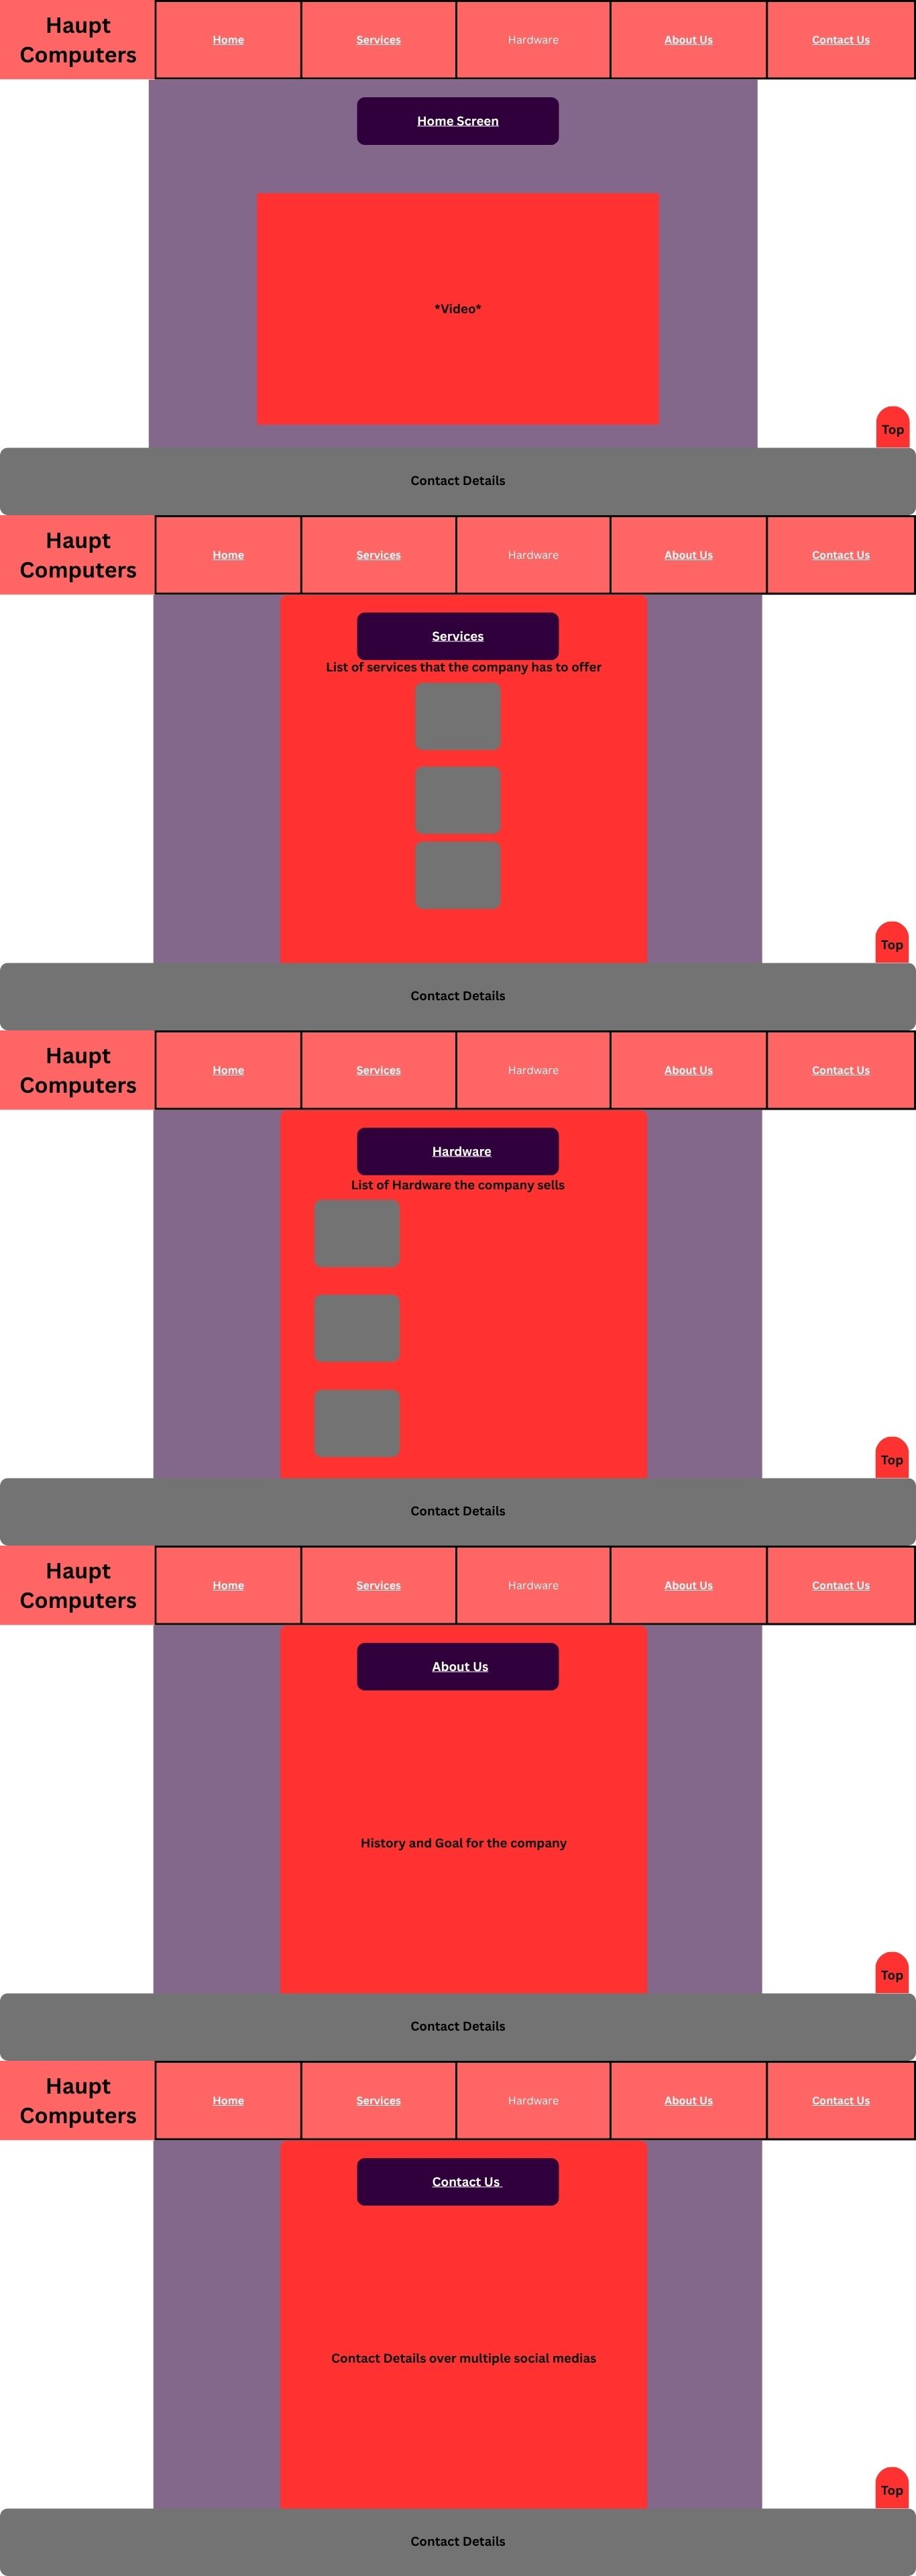 Haupt
Computers
Home
Services
Hardware
About Us
Contact Us
Home Screen
*Video*
Top
Contact Details
Haupt
Computers
Home
Services
Hardware
About Us
Contact Us
Services
List of services that the company has to offer
Top
Contact Details
Haupt
Computers
Home
Services
Hardware
About Us
Contact Us
Hardware
List of Hardware the company sells
Top
Contact Details
Haupt
Computers
Home
Services
Hardware
About Us
Contact Us
About Us
History and Goal for the company
Top
Contact Details
Haupt
Computers
Home
Services
Hardware
About Us
Contact Us
Contact Us
Contact Details over multiple social medias
Top
Contact Details